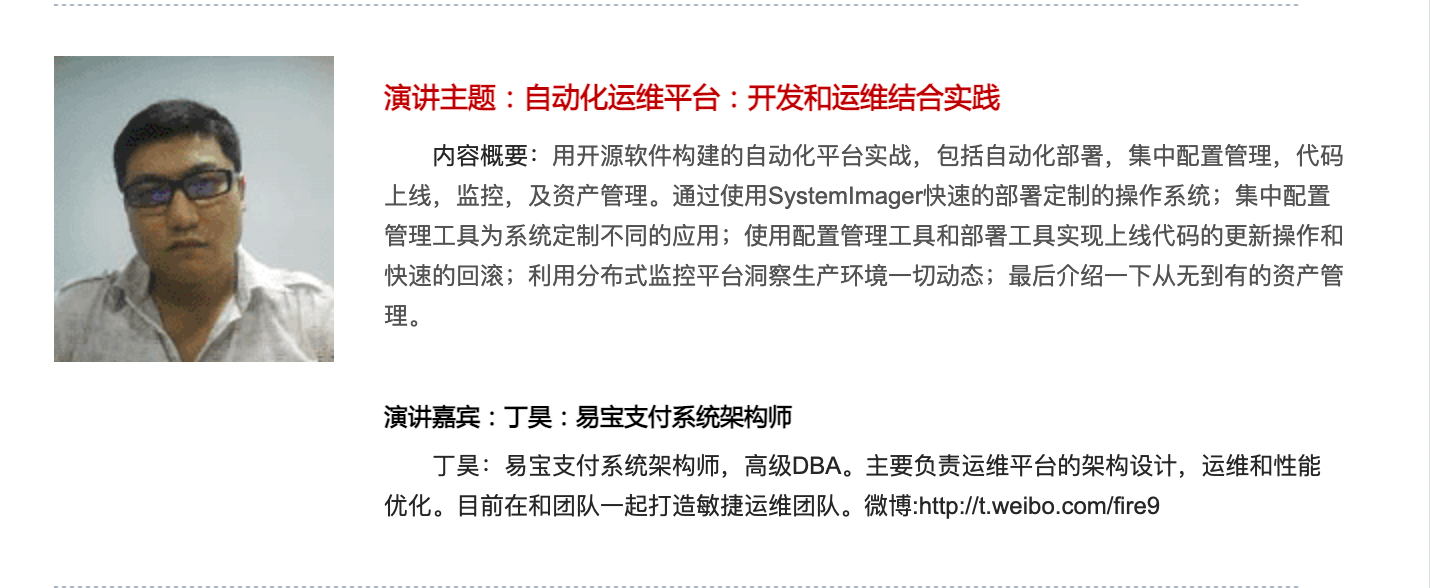 演讲主题：自动化运维平台：开发和运维结合实践
内容概要：用开源软件构建的自动化平台实战，包括自动化部署，集中配置管理，代码
上线，监控，及资产管理。通过使用SystemImager快速的部署定制的操作系统；集中配置
管理工具为系统定制不同的应用；使用配置管理工具和部署工具实现上线代码的更新操作和
快速的回滚；利用分布式监控平台洞察生产环境一切动态；最后介绍一下从无到有的资产管
理。
演讲嘉宾：丁昊：易宝支付系统架构师
丁昊：易宝支付系统架构师，高级DBA。主要负责运维平台的架构设计，运维和性能
优化。目前在和团队一起打造敏捷运维团队。微博:http://t.weibo.com/fire9